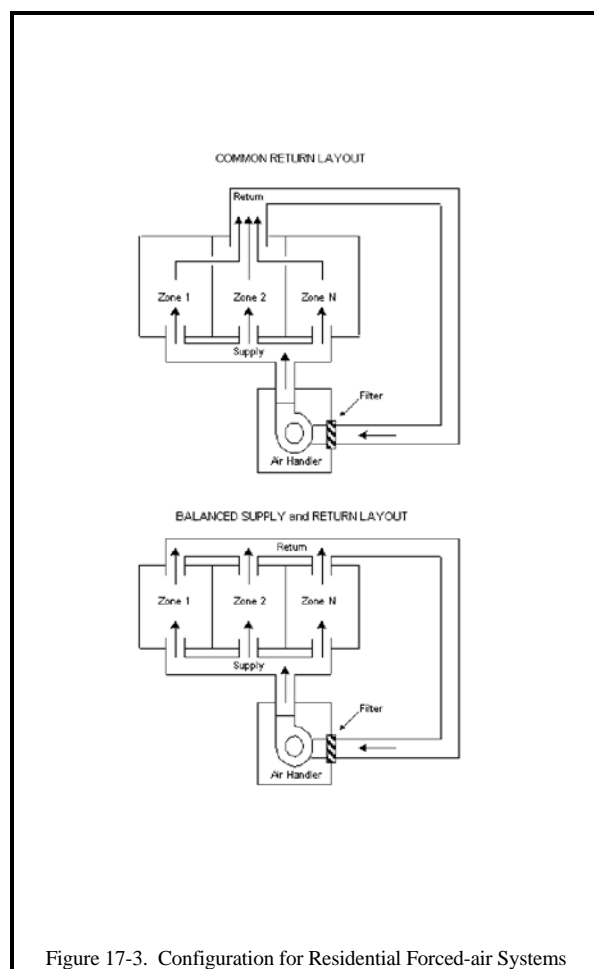 COMMON RETURN LAYOUT
Return
Zone 1 Zone 2 Zone N
Supply
Filter
Air Handler
BALANCED SUPPLY and RETURN LAYOUT
Return
Zone 1 Zone 2 Zone N
Supply
Filter
Air Handler
Figure 17-3. Configuration for Residential Forced-air Systems